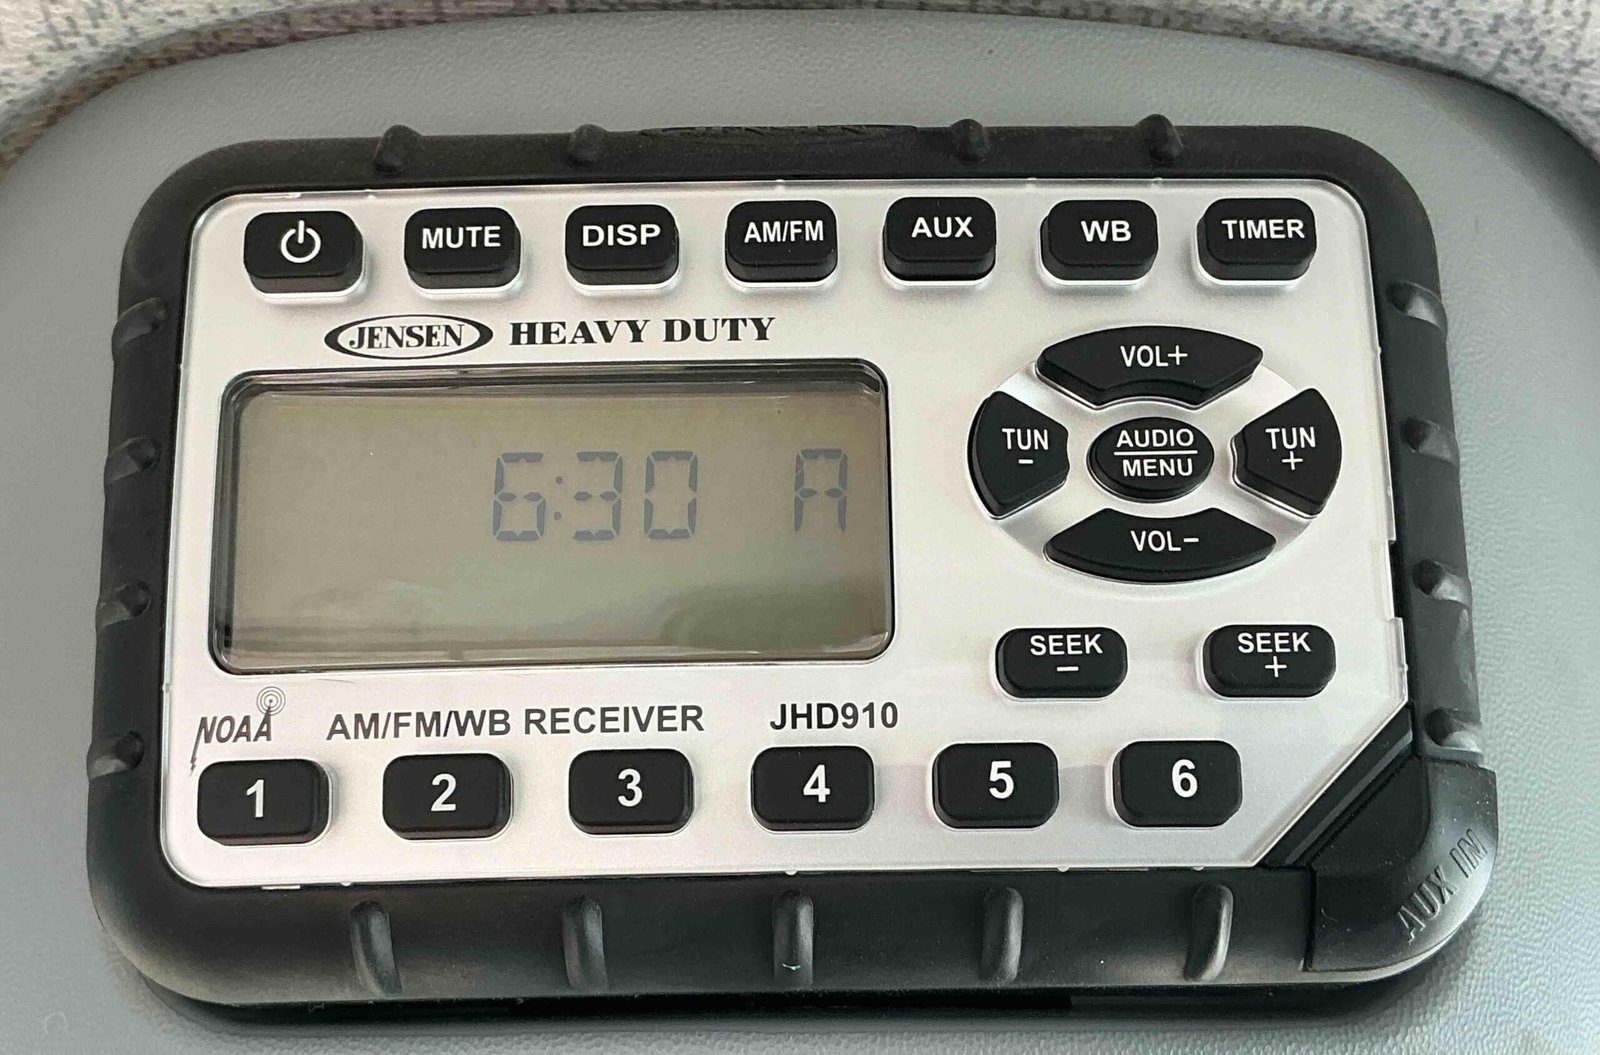 MUTE DISP AM/FM AUX WB TIMER
JENSEN HEAVY DUTY
6:30 A
VOL+
TUN - AUDIO MENU TUN +
VOL-
SEEK - SEEK +
NOAA AM/FM/WB RECEIVER JHD910
1 2 3 4 5 6
AUX IN